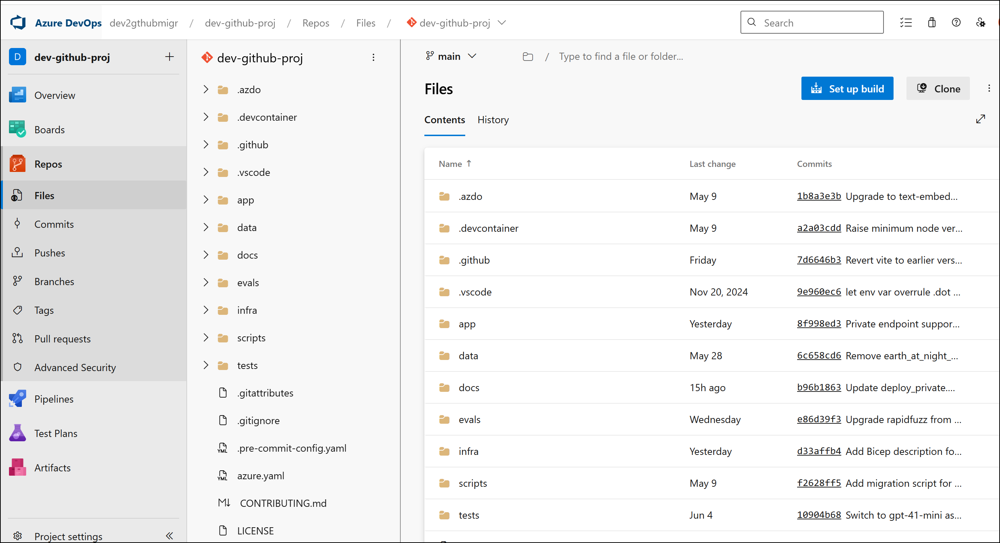 Azure DevOps dev2gthubmigr / dev-github-proj / Repos / Files / dev-github-proj
Search
D dev-github-proj
Overview
Boards
Repos
Files
Commits
Pushes
Branches
Tags
Pull requests
Advanced Security
Pipelines
Test Plans
Artifacts
Project settings
dev-github-proj
.azdo
.devcontainer
.github
.vscode
app
data
docs
evals
infra
scripts
tests
.gitattributes
.gitignore
YML .pre-commit-config.yaml
YML azure.yaml
M↓ CONTRIBUTING.md
LICENSE
main / Type to find a file or folder...
Files
Set up build
Clone
Contents History
Name ↑ Last change Commits
.azdo May 9 1b8a3e3b Upgrade to text-embed...
.devcontainer May 9 a2a03cdd Raise minimum node ver...
.github Friday 7d6646b3 Revert vite to earlier vers...
.vscode Nov 20, 2024 9e960ec6 let env var overrule .dot ...
app Yesterday 8f998ed3 Private endpoint suppor...
data May 28 6c658cd6 Remove earth_at_night_...
docs 15h ago b96b1863 Update deploy_private....
evals Wednesday e86d39f3 Upgrade rapidfuzz from ...
infra Yesterday d33affb4 Add Bicep description fo...
scripts May 9 f2628ff5 Add migration script for ...
tests Jun 4 10904b68 Switch to gpt-41-mini as...